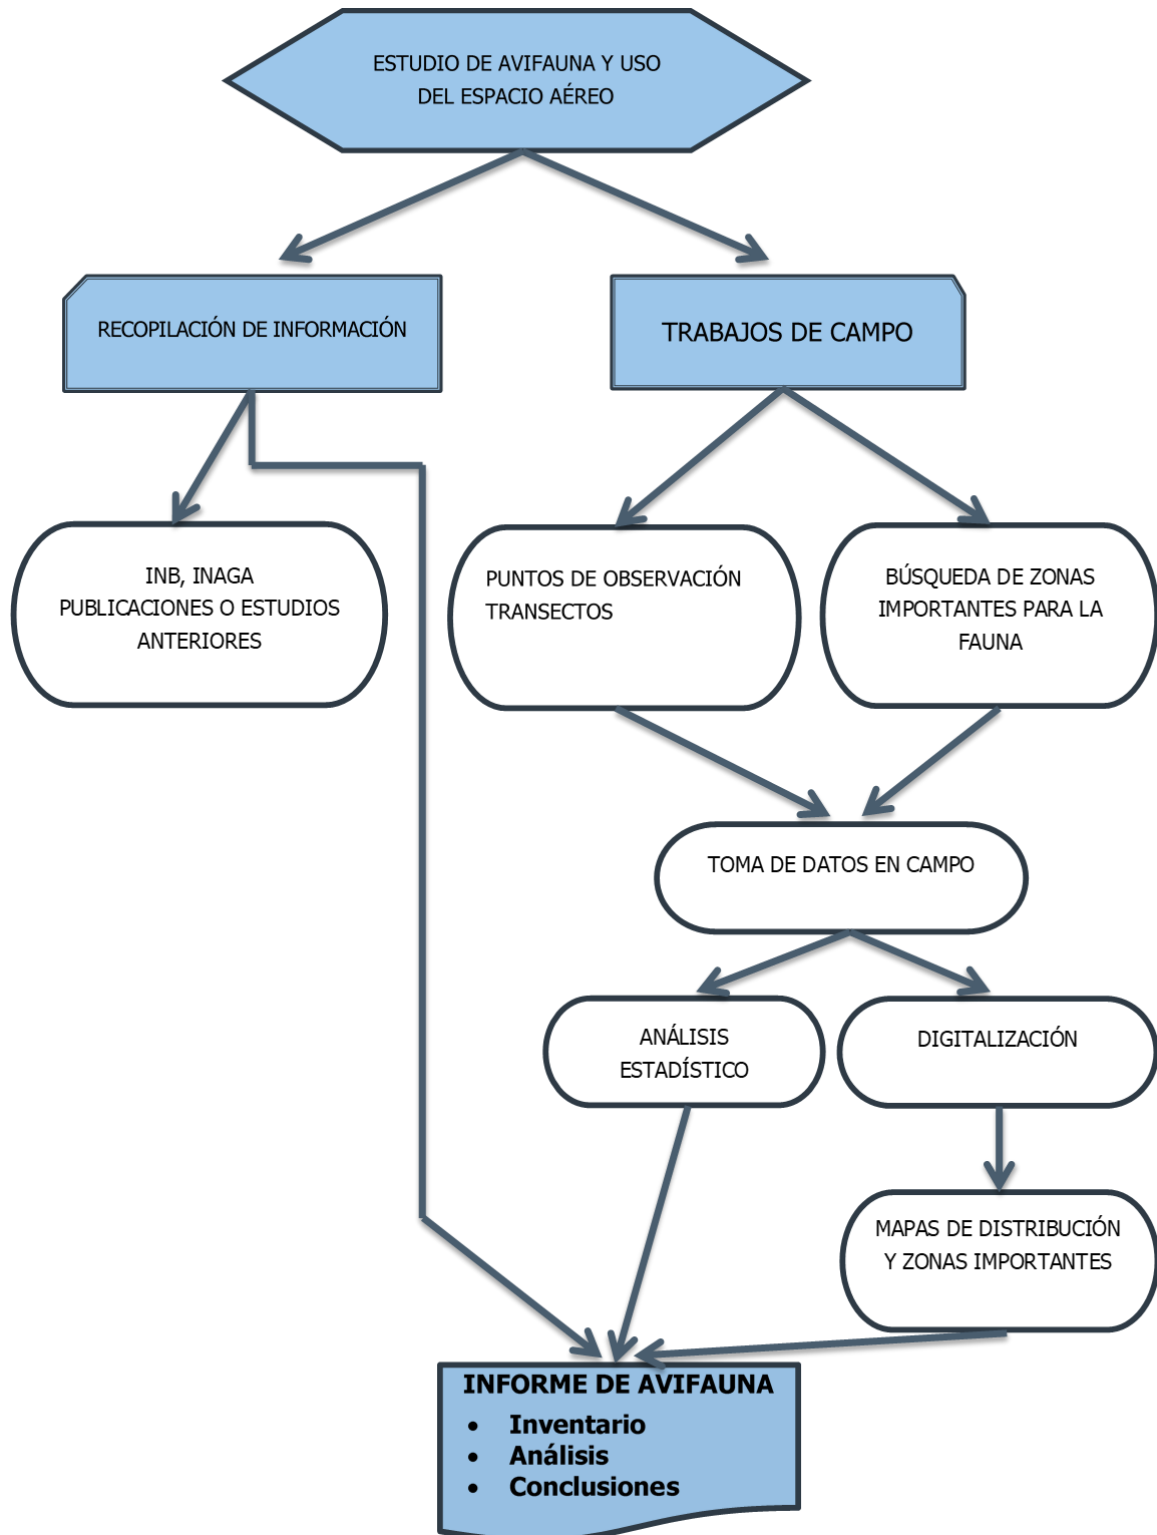 ESTUDIO DE AVIFAUNA Y USO
DEL ESPACIO AÉREO
RECOPILACIÓN DE INFORMACIÓN
TRABAJOS DE CAMPO
INB, INAGA
PUBLICACIONES O ESTUDIOS
ANTERIORES
PUNTOS DE OBSERVACIÓN
TRANSECTOS
BÚSQUEDA DE ZONAS
IMPORTANTES PARA LA
FAUNA
TOMA DE DATOS EN CAMPO
ANÁLISIS
ESTADÍSTICO
DIGITALIZACIÓN
MAPAS DE DISTRIBUCIÓN
Y ZONAS IMPORTANTES
INFORME DE AVIFAUNA
• Inventario
• Análisis
• Conclusiones